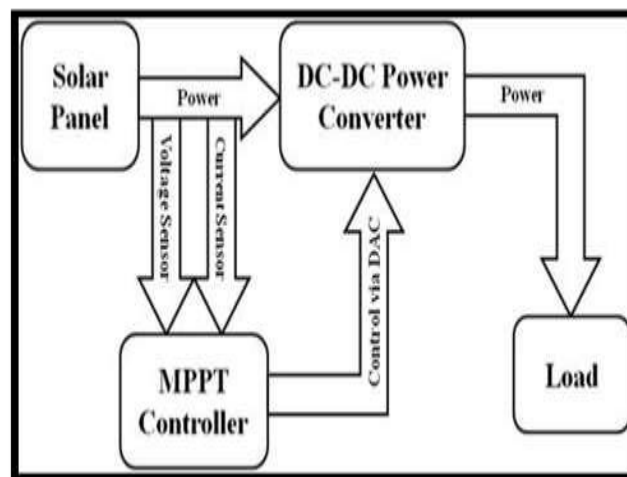 Solar
Panel
Power
DC-DC Power
Converter
Power
Voltage Sensor
Current Sensor
Control via DAC
MPPT
Controller
Load